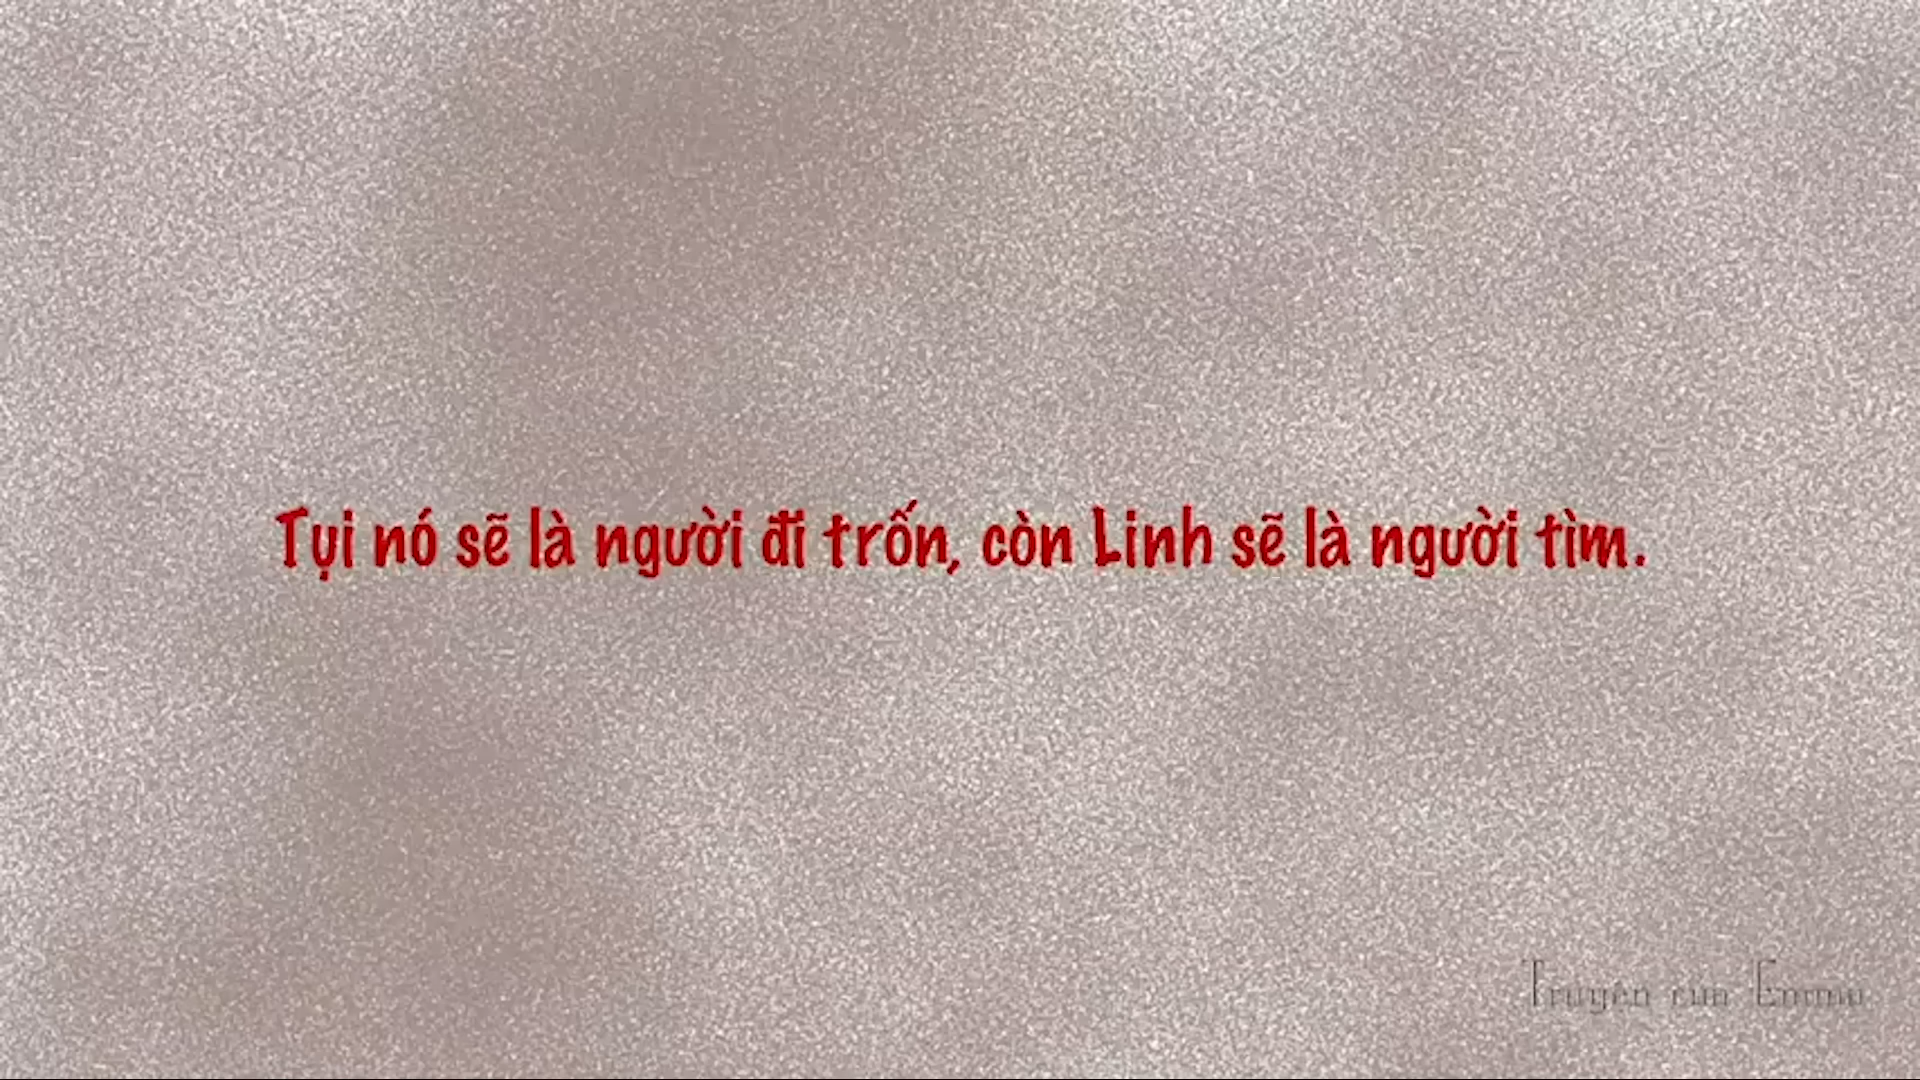 Tụi nó sẽ là người đi trốn, còn Linh sẽ là người tìm.
Truyện của Emma